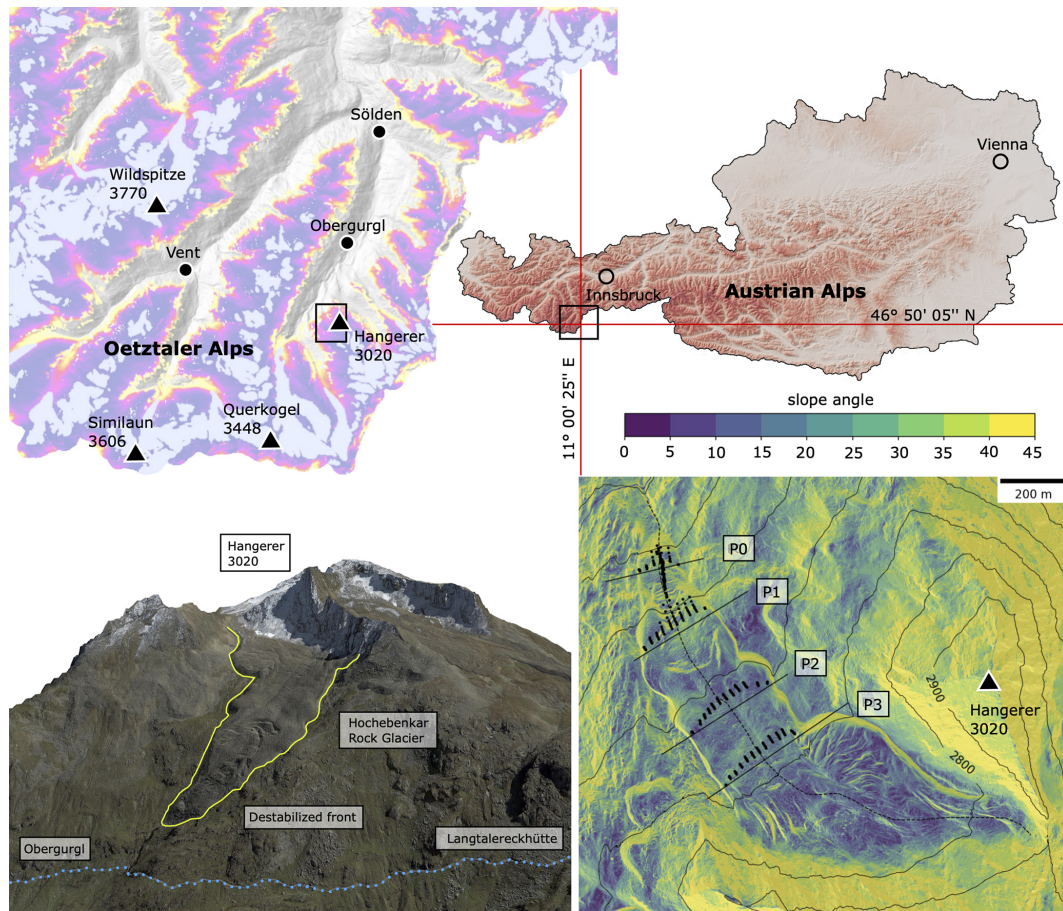 Sölden
Wildspitze
3770
Obergurgl
Vent
Hangerer
3020
Oetztaler Alps
Querkogel
3448
Similaun
3606
Vienna
Innsbruck
Austrian Alps
46° 50' 05'' N
11° 00' 25'' E
slope angle
0 5 10 15 20 25 30 35 40 45
Hangerer
3020
Hochebenkar
Rock Glacier
Destabilized front
Langtalereckhütte
Obergurgl
200 m
P0
P1
P2
P3
2900
Hangerer
3020
2800